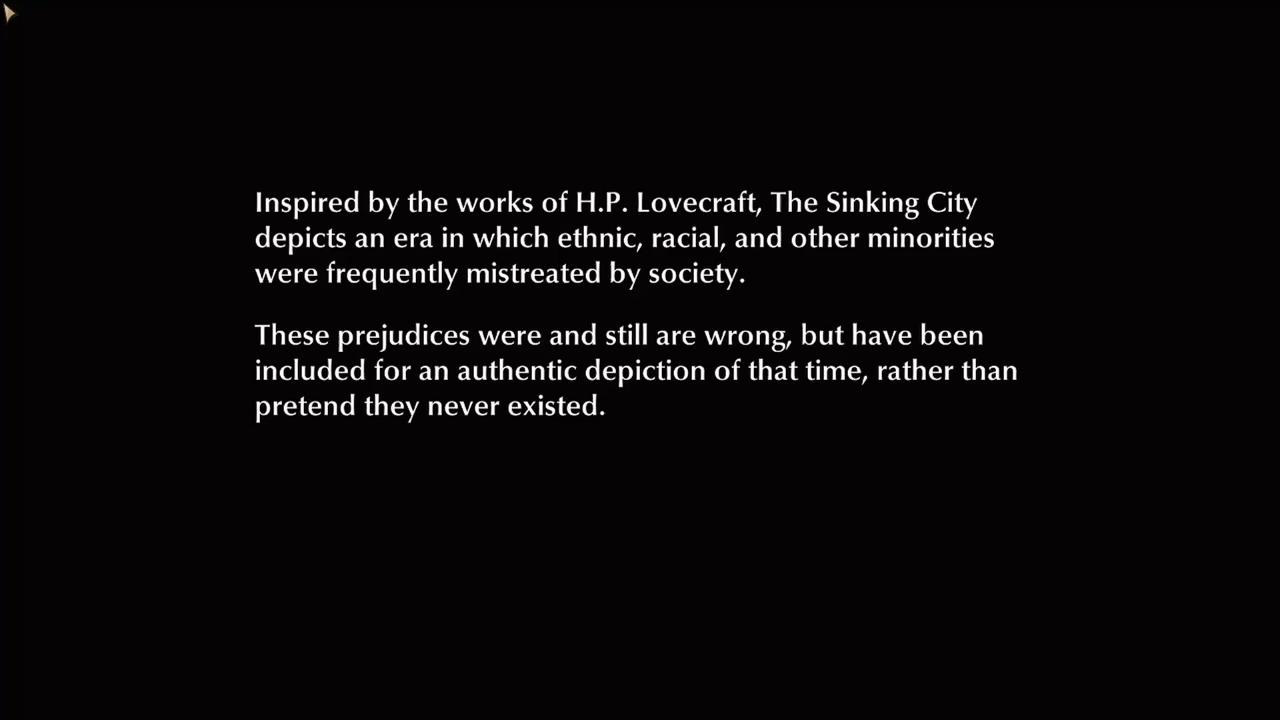 Inspired by the works of H.P. Lovecraft, The Sinking City
depicts an era in which ethnic, racial, and other minorities
were frequently mistreated by society.
These prejudices were and still are wrong, but have been
included for an authentic depiction of that time, rather than
pretend they never existed.